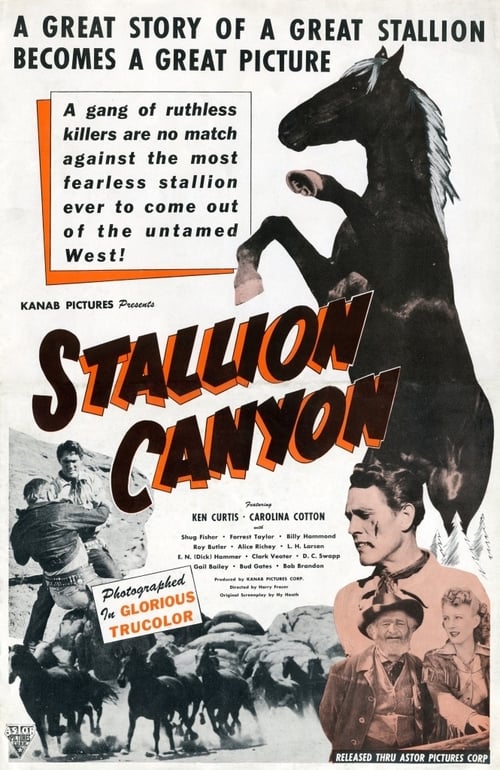 A GREAT STORY OF A GREAT STALLION
BECOMES A GREAT PICTURE
A gang of ruthless
killers are no match
against the most
fearless stallion
ever to come out
of the untamed
West!
KANAB PICTURES Presents
STALLION
CANYON
Featuring
KEN CURTIS · CAROLINA COTTON
with
Shug Fisher • Forrest Taylor • Billy Hammond
Roy Butler • Alice Richey • L. H. Larsen
E. N. (Dick) Hammer • Clark Veater • D. C. Swapp
Gail Bailey • Bud Gates • Bob Brandon
Produced by KANAB PICTURES CORP.
Directed by Harry Fraser
Original Screenplay by Hy Heath
Photographed
In GLORIOUS
TRUCOLOR
ASTOR
RELEASED THRU ASTOR PICTURES CORP